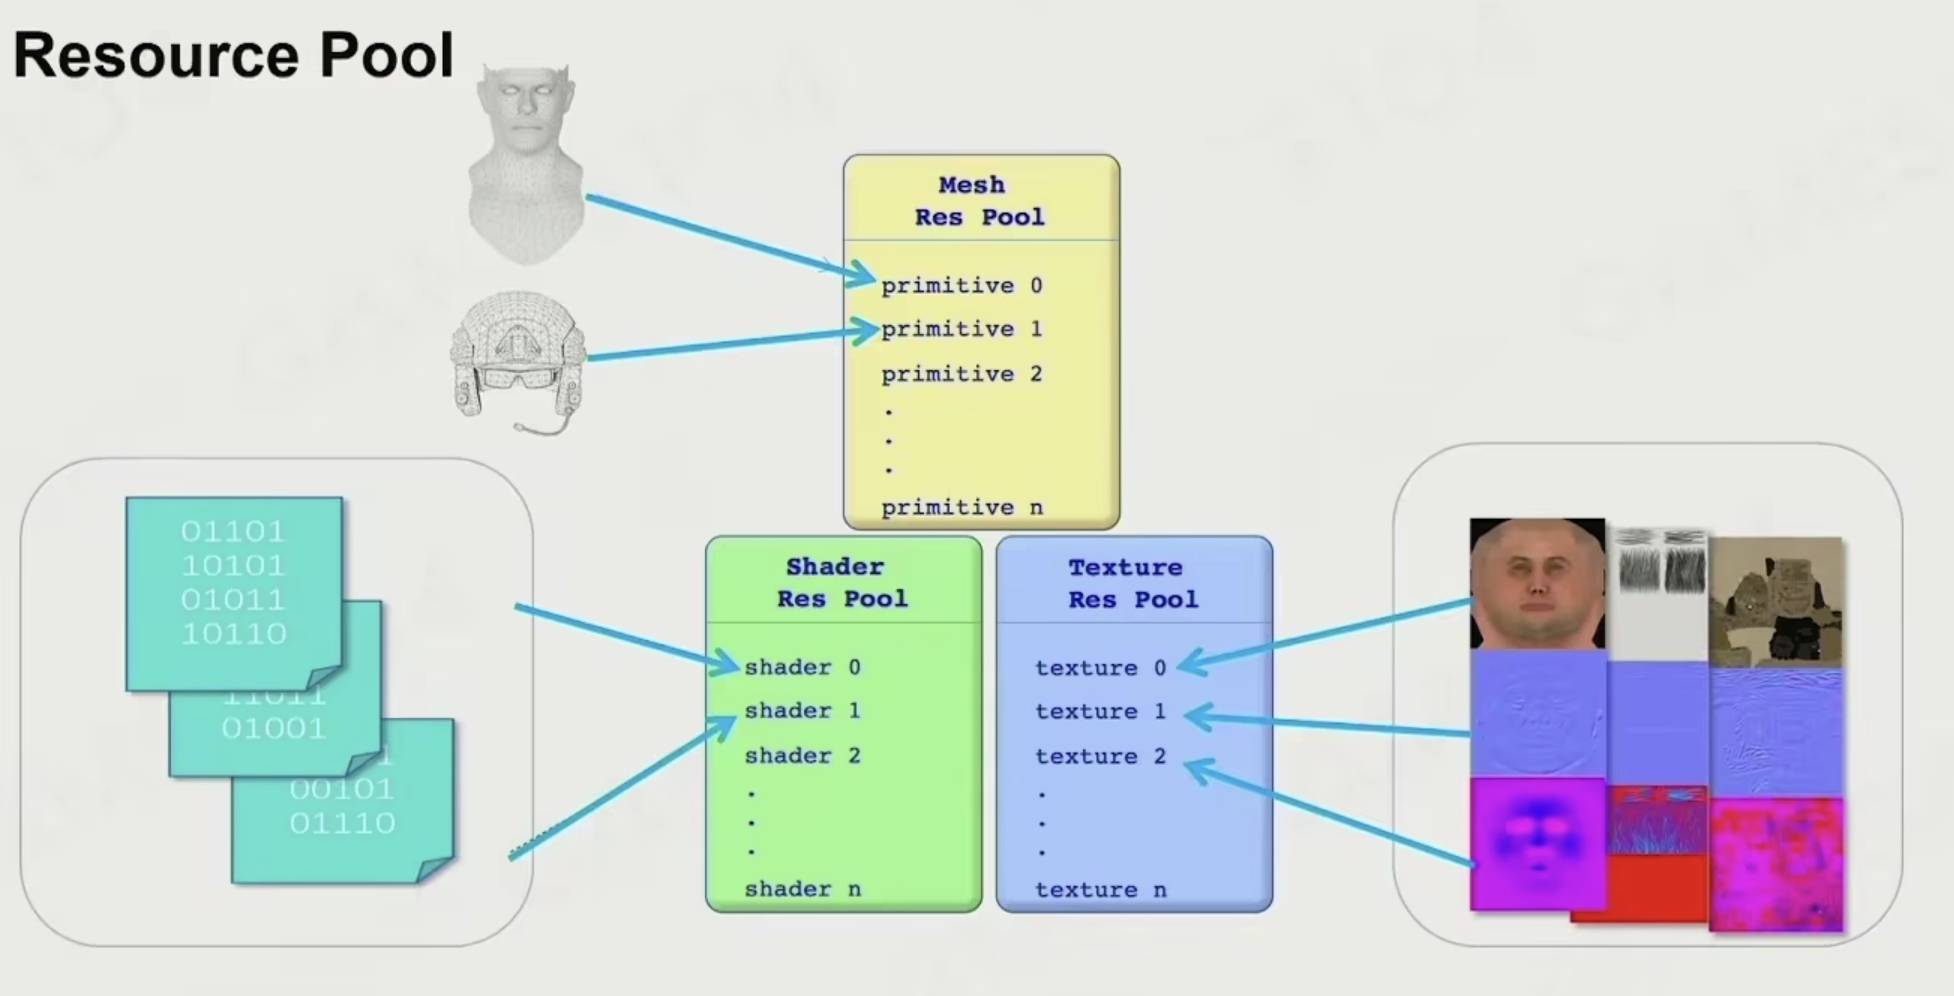 Resource Pool
Mesh
Res Pool
primitive 0
primitive 1
primitive 2
.
.
.
primitive n
01101
10101
01011
10110
11011
01001
00101
01110
Shader
Res Pool
shader 0
shader 1
shader 2
.
.
.
shader n
Texture
Res Pool
texture 0
texture 1
texture 2
.
.
.
texture n